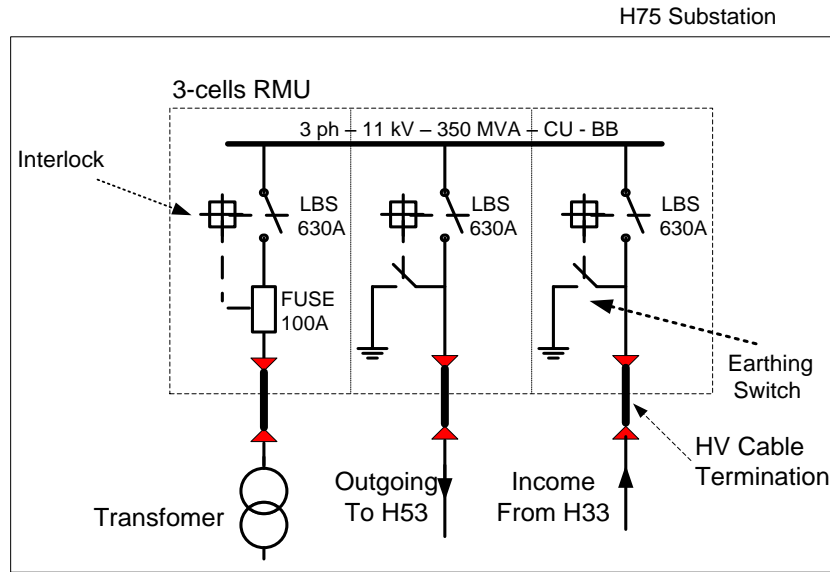 H75 Substation
3-cells RMU
3 ph – 11 kV – 350 MVA – CU - BB
Interlock
LBS
630A
LBS
630A
LBS
630A
FUSE
100A
Earthing
Switch
HV Cable
Termination
Transfomer
Outgoing
To H53
Income
From H33